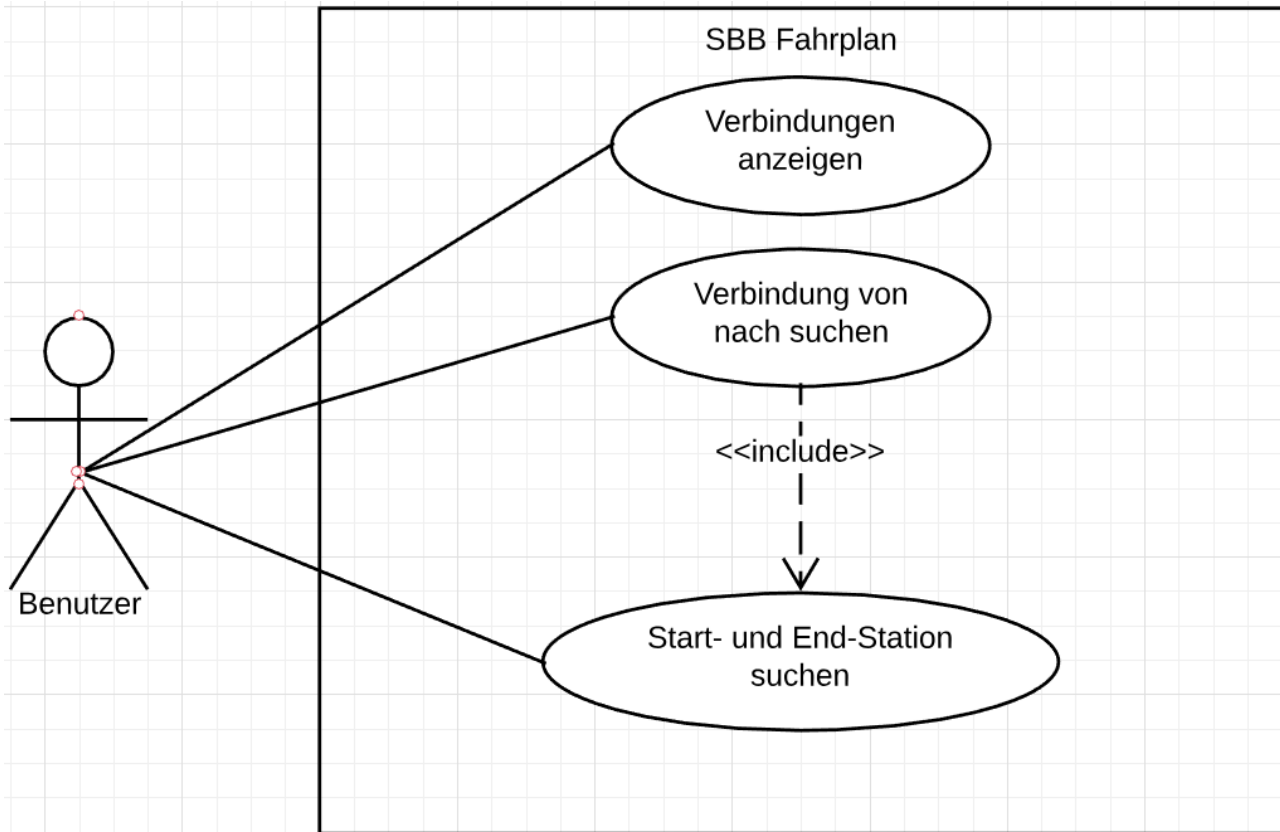 SBB Fahrplan
Verbindungen
anzeigen
Verbindung von
nach suchen
<<include>>
Start- und End-Station
suchen
Benutzer